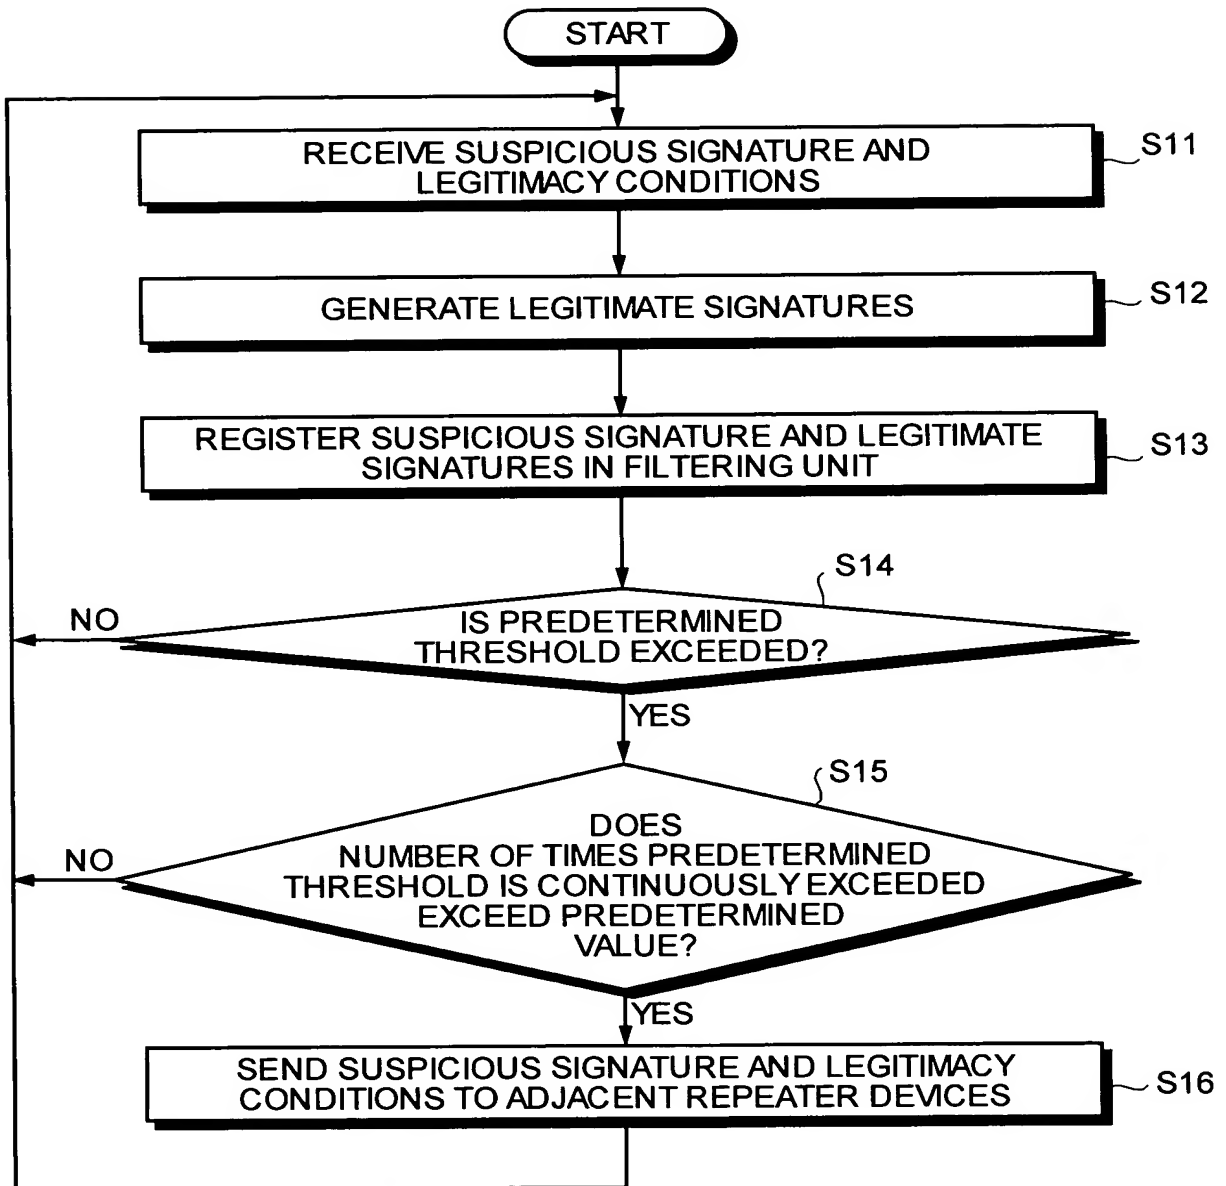 START
RECEIVE SUSPICIOUS SIGNATURE AND
LEGITIMACY CONDITIONS
S11
GENERATE LEGITIMATE SIGNATURES
S12
REGISTER SUSPICIOUS SIGNATURE AND LEGITIMATE
SIGNATURES IN FILTERING UNIT
S13
S14
IS PREDETERMINED
THRESHOLD EXCEEDED?
NO
YES
S15
DOES
NUMBER OF TIMES PREDETERMINED
THRESHOLD IS CONTINUOUSLY EXCEEDED
EXCEED PREDETERMINED
VALUE?
NO
YES
SEND SUSPICIOUS SIGNATURE AND LEGITIMACY
CONDITIONS TO ADJACENT REPEATER DEVICES
S16